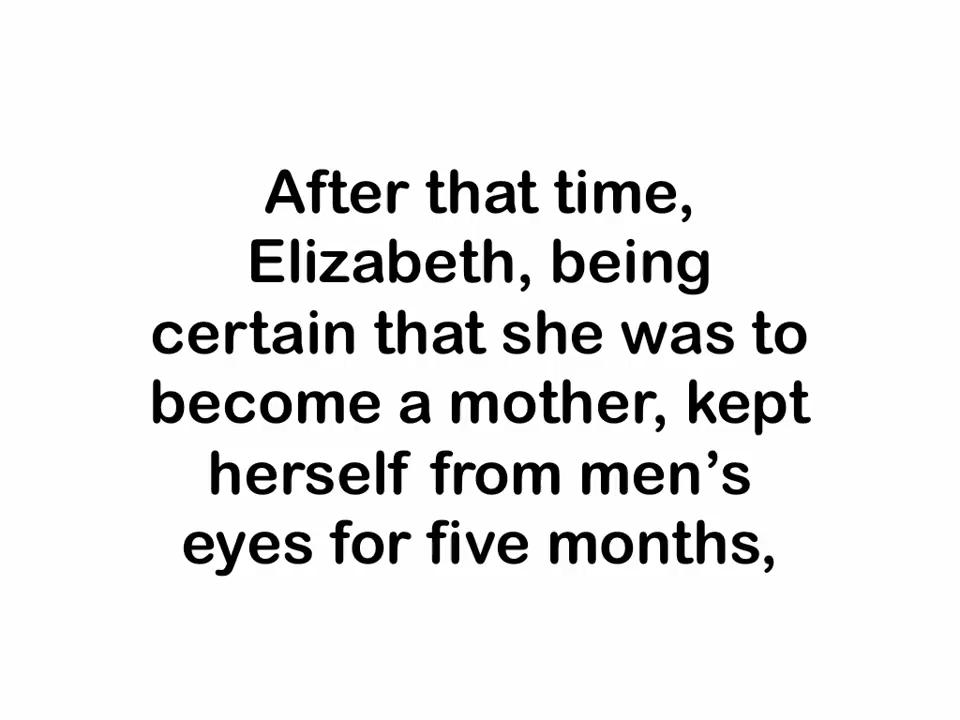 After that time,
Elizabeth, being
certain that she was to
become a mother, kept
herself from men’s
eyes for five months,